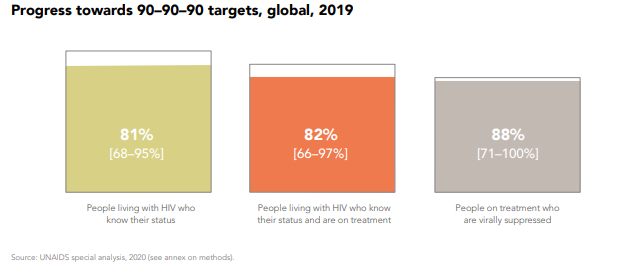 Progress towards 90–90–90 targets, global, 2019
81%
[68–95%]
82%
[66–97%]
88%
[71–100%]
People living with HIV who
know their status
People living with HIV who know
their status and are on treatment
People on treatment who
are virally suppressed
Source: UNAIDS special analysis, 2020 (see annex on methods).